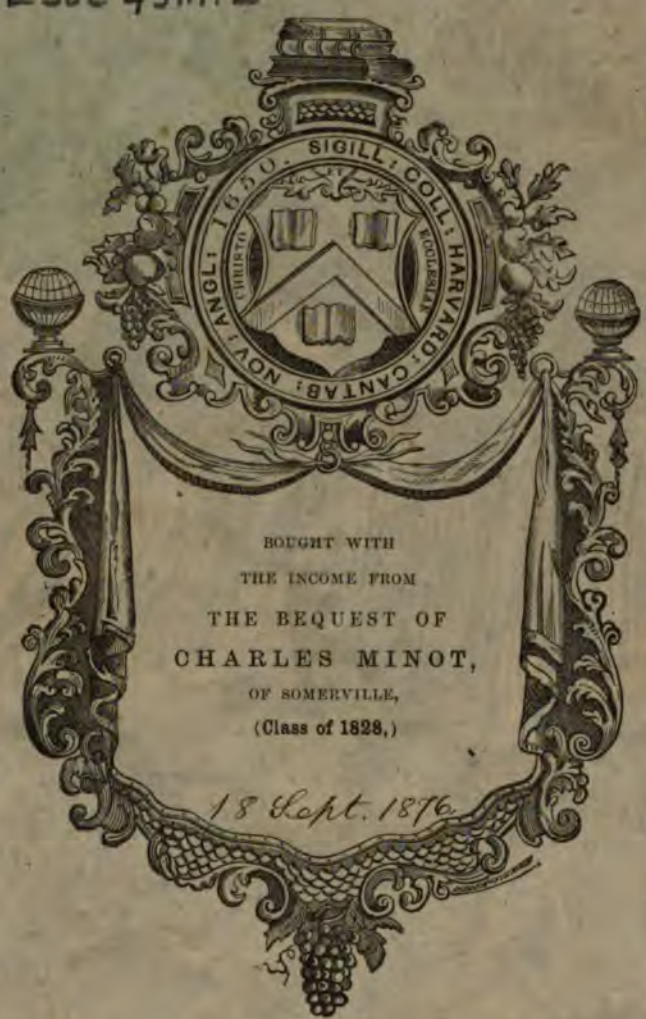 SIGILL: COLL: HARVARD: CANTAB: NOV: ANGL: 1650.
ET
CHRISTO
ECCLESIAE
BOUGHT WITH
THE INCOME FROM
THE BEQUEST OF
CHARLES MINOT,
OF SOMERVILLE,
(Class of 1828,)
18 Sept. 1876.